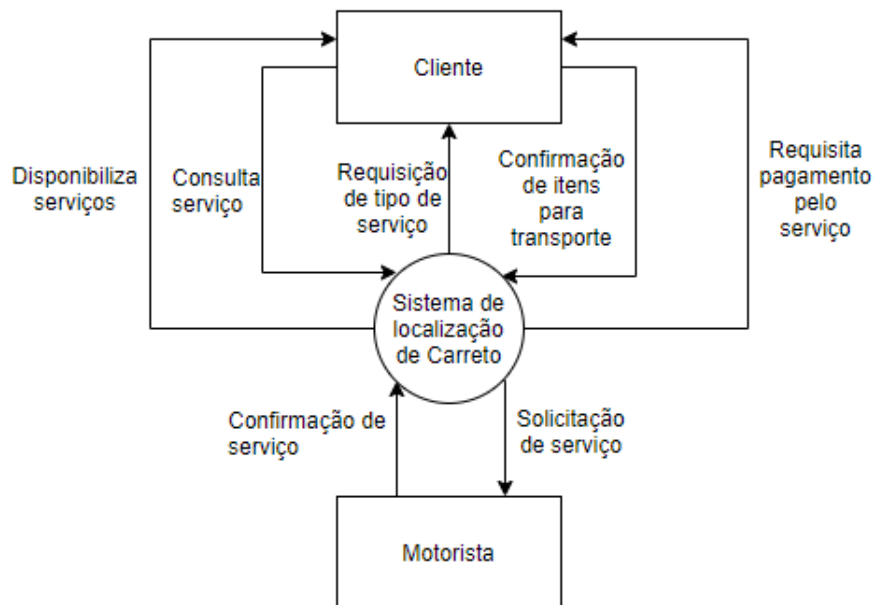 Cliente
Disponibiliza
serviços
Consulta
serviço
Requisição
de tipo de
serviço
Confirmação
de itens
para
transporte
Requisita
pagamento
pelo
serviço
Sistema de
localização
de Carreto
Confirmação de
serviço
Solicitação
de serviço
Motorista